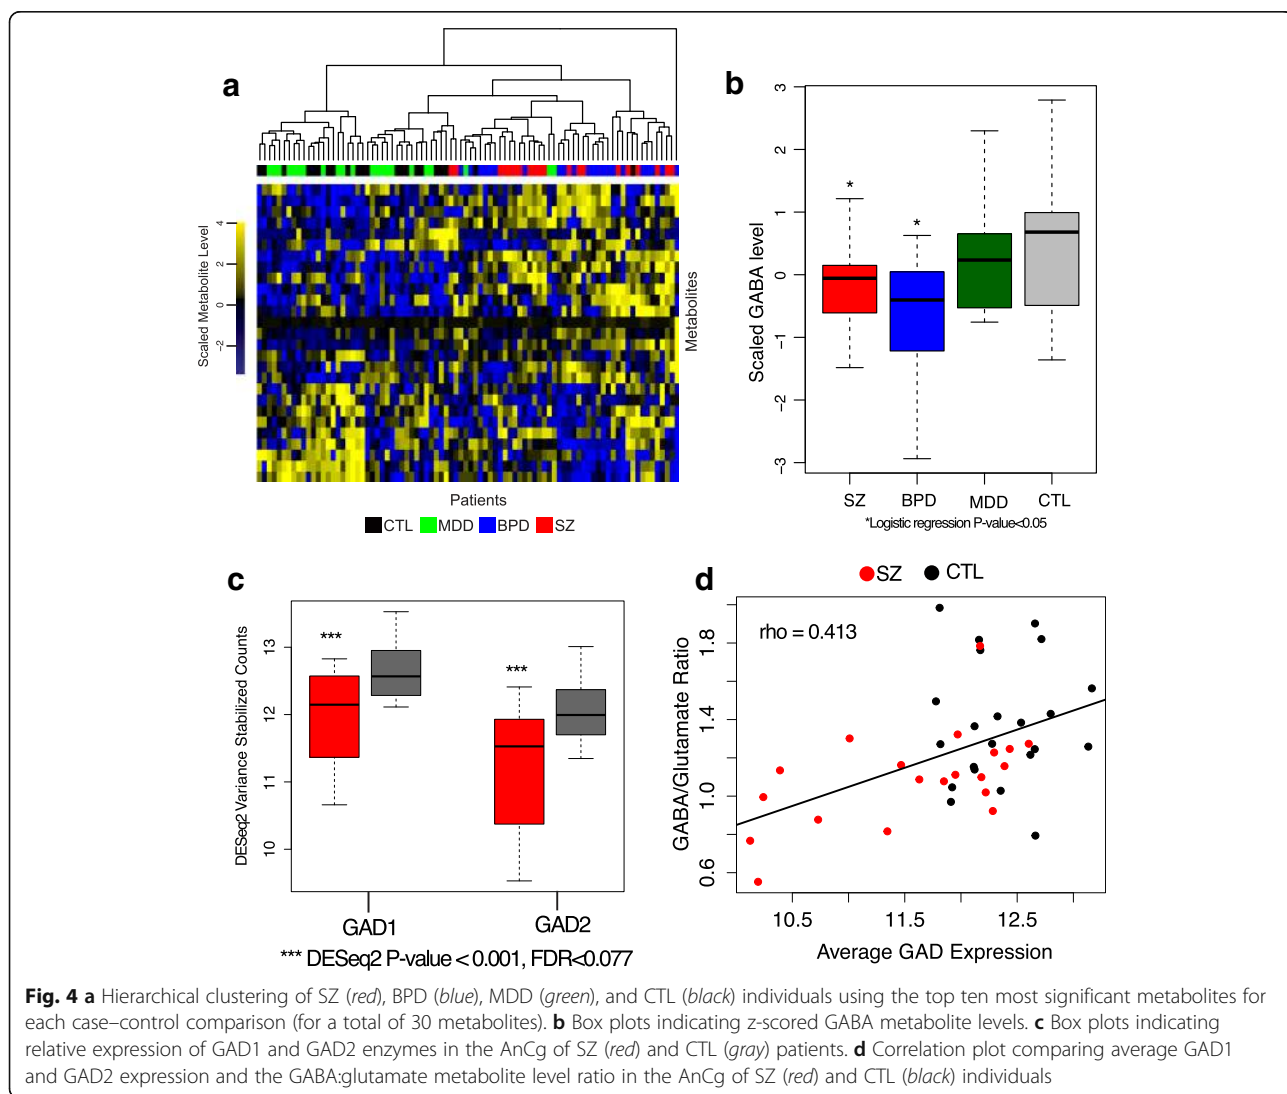 a
Scaled Metabolite Level
4
2
0
−2
Metabolites
Patients
CTL MDD BPD SZ
b
Scaled GABA level
3
2
1
0
−1
−2
−3
*
*
SZ BPD MDD CTL
*Logistic regression P-value<0.05
c
DESeq2 Variance Stabilized Counts
13
12
11
10
***
***
GAD1 GAD2
*** DESeq2 P-value < 0.001, FDR<0.077
d
SZ CTL
rho = 0.413
GABA/Glutamate Ratio
1.8
1.4
1.0
0.6
10.5 11.5 12.5
Average GAD Expression
Fig. 4 a Hierarchical clustering of SZ (red), BPD (blue), MDD (green), and CTL (black) individuals using the top ten most significant metabolites for
each case–control comparison (for a total of 30 metabolites). b Box plots indicating z-scored GABA metabolite levels. c Box plots indicating
relative expression of GAD1 and GAD2 enzymes in the AnCg of SZ (red) and CTL (gray) patients. d Correlation plot comparing average GAD1
and GAD2 expression and the GABA:glutamate metabolite level ratio in the AnCg of SZ (red) and CTL (black) individuals